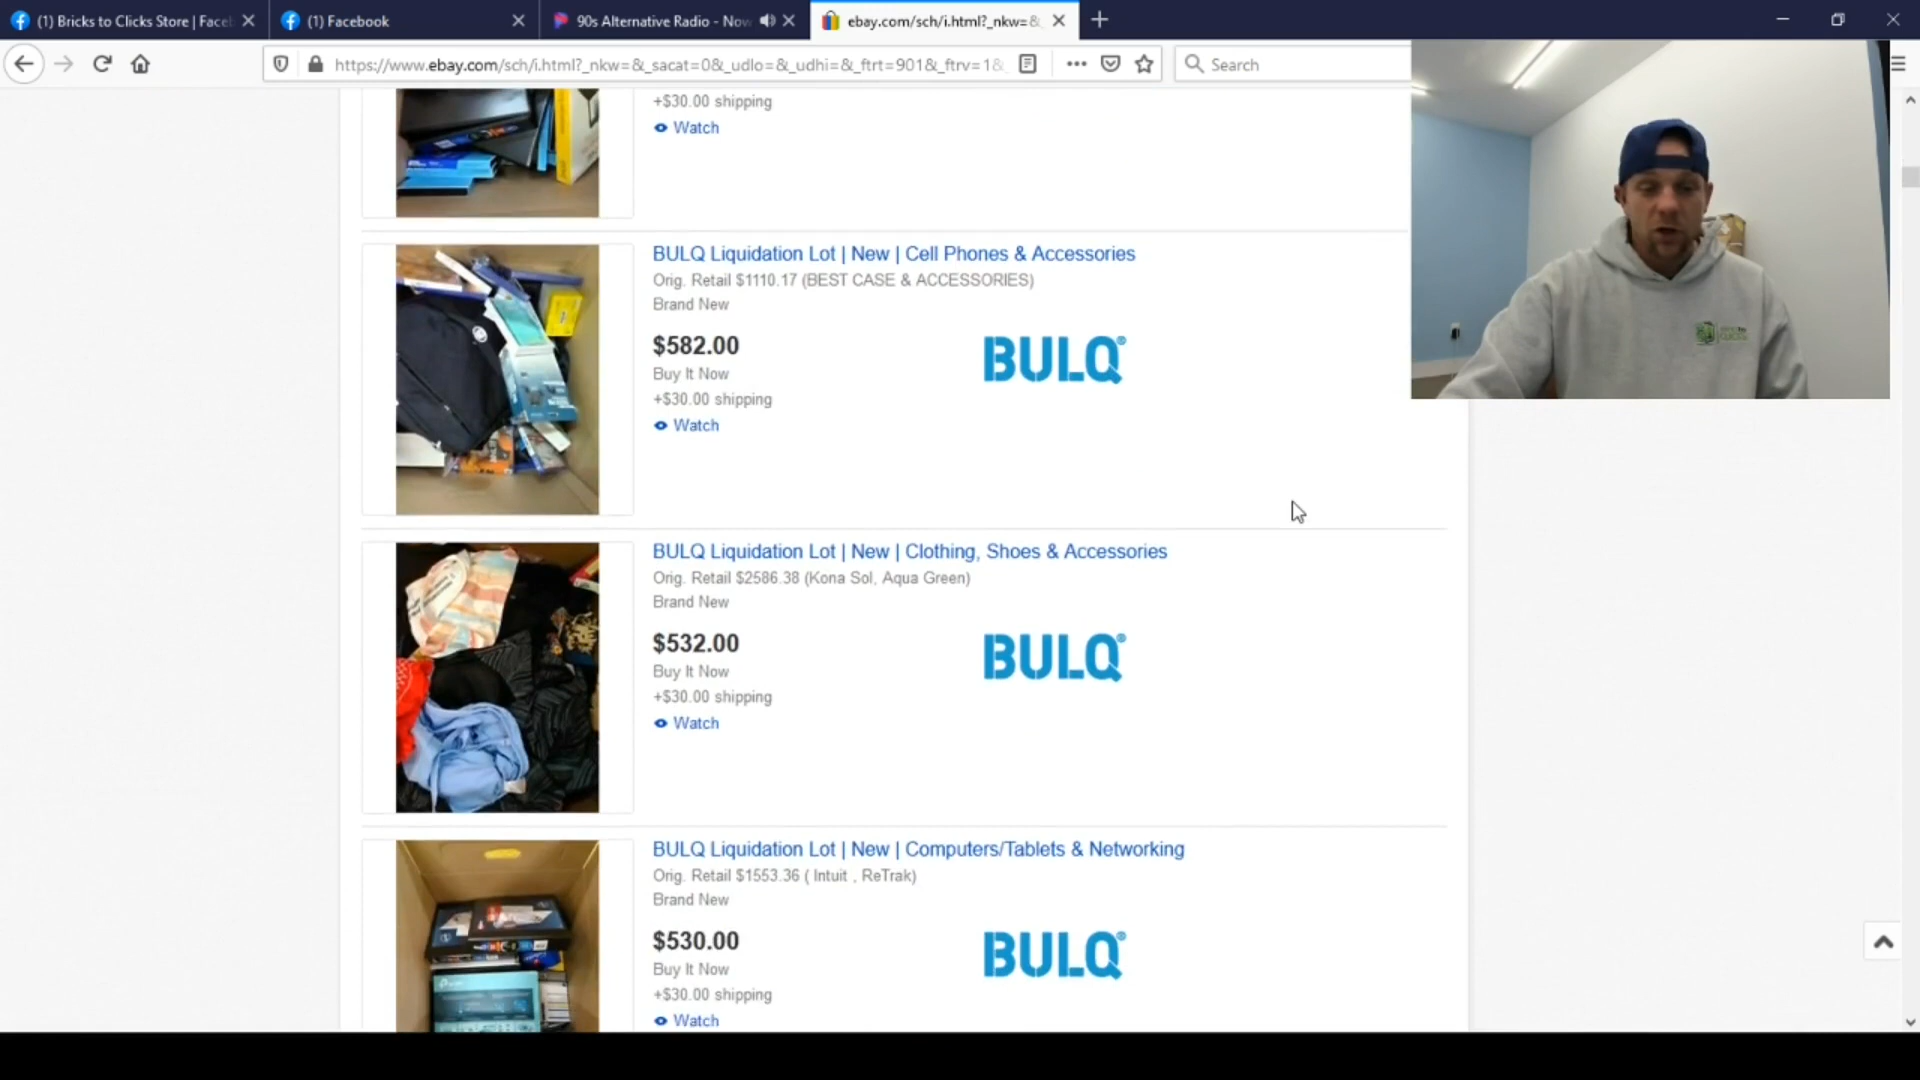 (1) Bricks to Clicks Store | Face
(1) Facebook
90s Alternative Radio - Now
ebay.com/sch/i.html?_nkw=&
https://www.ebay.com/sch/i.html?_nkw=&_sacat=0&_udlo=&_udhi=&_ftrt=901&_ftrv=1&
Search
+$30.00 shipping
Watch
BULQ Liquidation Lot | New | Cell Phones & Accessories
Orig. Retail $1110.17 (BEST CASE & ACCESSORIES)
Brand New
$582.00
BULQ®
Buy It Now
+$30.00 shipping
Watch
BULQ Liquidation Lot | New | Clothing, Shoes & Accessories
Orig. Retail $2586.38 (Kona Sol, Aqua Green)
Brand New
$532.00
BULQ®
Buy It Now
+$30.00 shipping
Watch
BULQ Liquidation Lot | New | Computers/Tablets & Networking
Orig. Retail $1553.36 ( Intuit , ReTrak)
Brand New
$530.00
BULQ®
Buy It Now
+$30.00 shipping
Watch